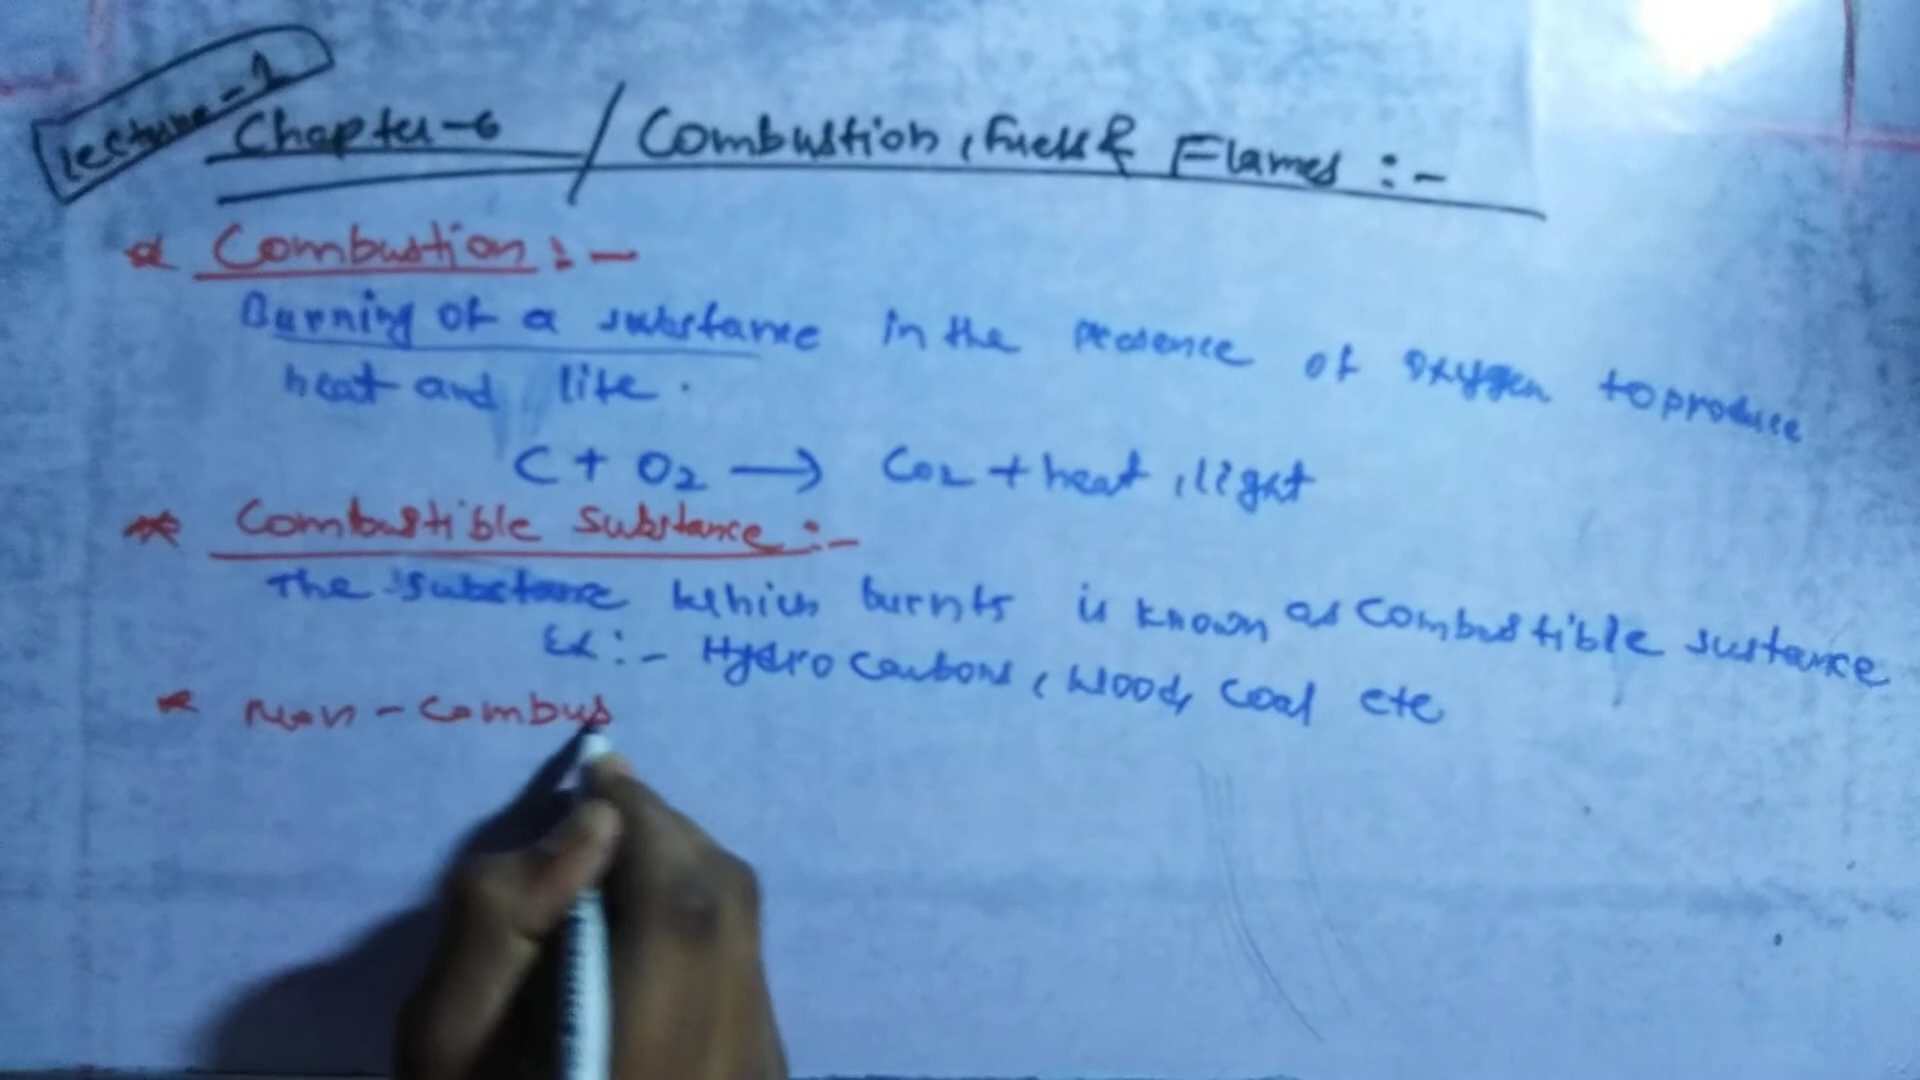 Lecture-1
Chapter-6 / Combustion, Fuels & Flames :-
* Combustion :-
Burning of a substance in the presence of oxygen to produce
heat and lite.
C + O2 → CO2 + heat, light
* Combustible Substance :-
The substance which burnts is known as Combustible sustance
Ex :- Hydro Carbons, Wood, Coal etc
* Non-Combus